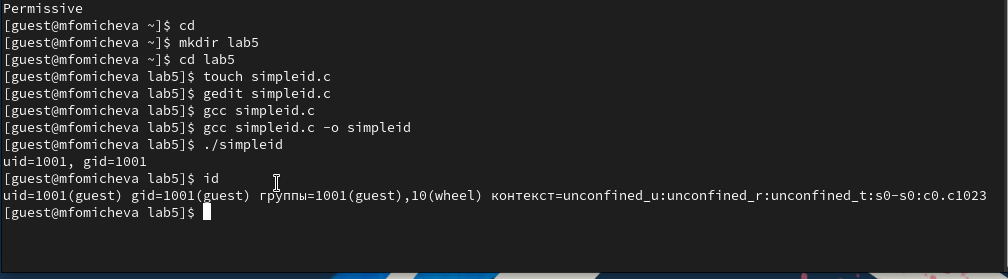 Permissive
[guest@mfomicheva ~]$ cd
[guest@mfomicheva ~]$ mkdir lab5
[guest@mfomicheva ~]$ cd lab5
[guest@mfomicheva lab5]$ touch simpleid.c
[guest@mfomicheva lab5]$ gedit simpleid.c
[guest@mfomicheva lab5]$ gcc simpleid.c
[guest@mfomicheva lab5]$ gcc simpleid.c -o simpleid
[guest@mfomicheva lab5]$ ./simpleid
uid=1001, gid=1001
[guest@mfomicheva lab5]$ id
uid=1001(guest) gid=1001(guest) группы=1001(guest),10(wheel) контекст=unconfined_u:unconfined_r:unconfined_t:s0-s0:c0.c1023
[guest@mfomicheva lab5]$